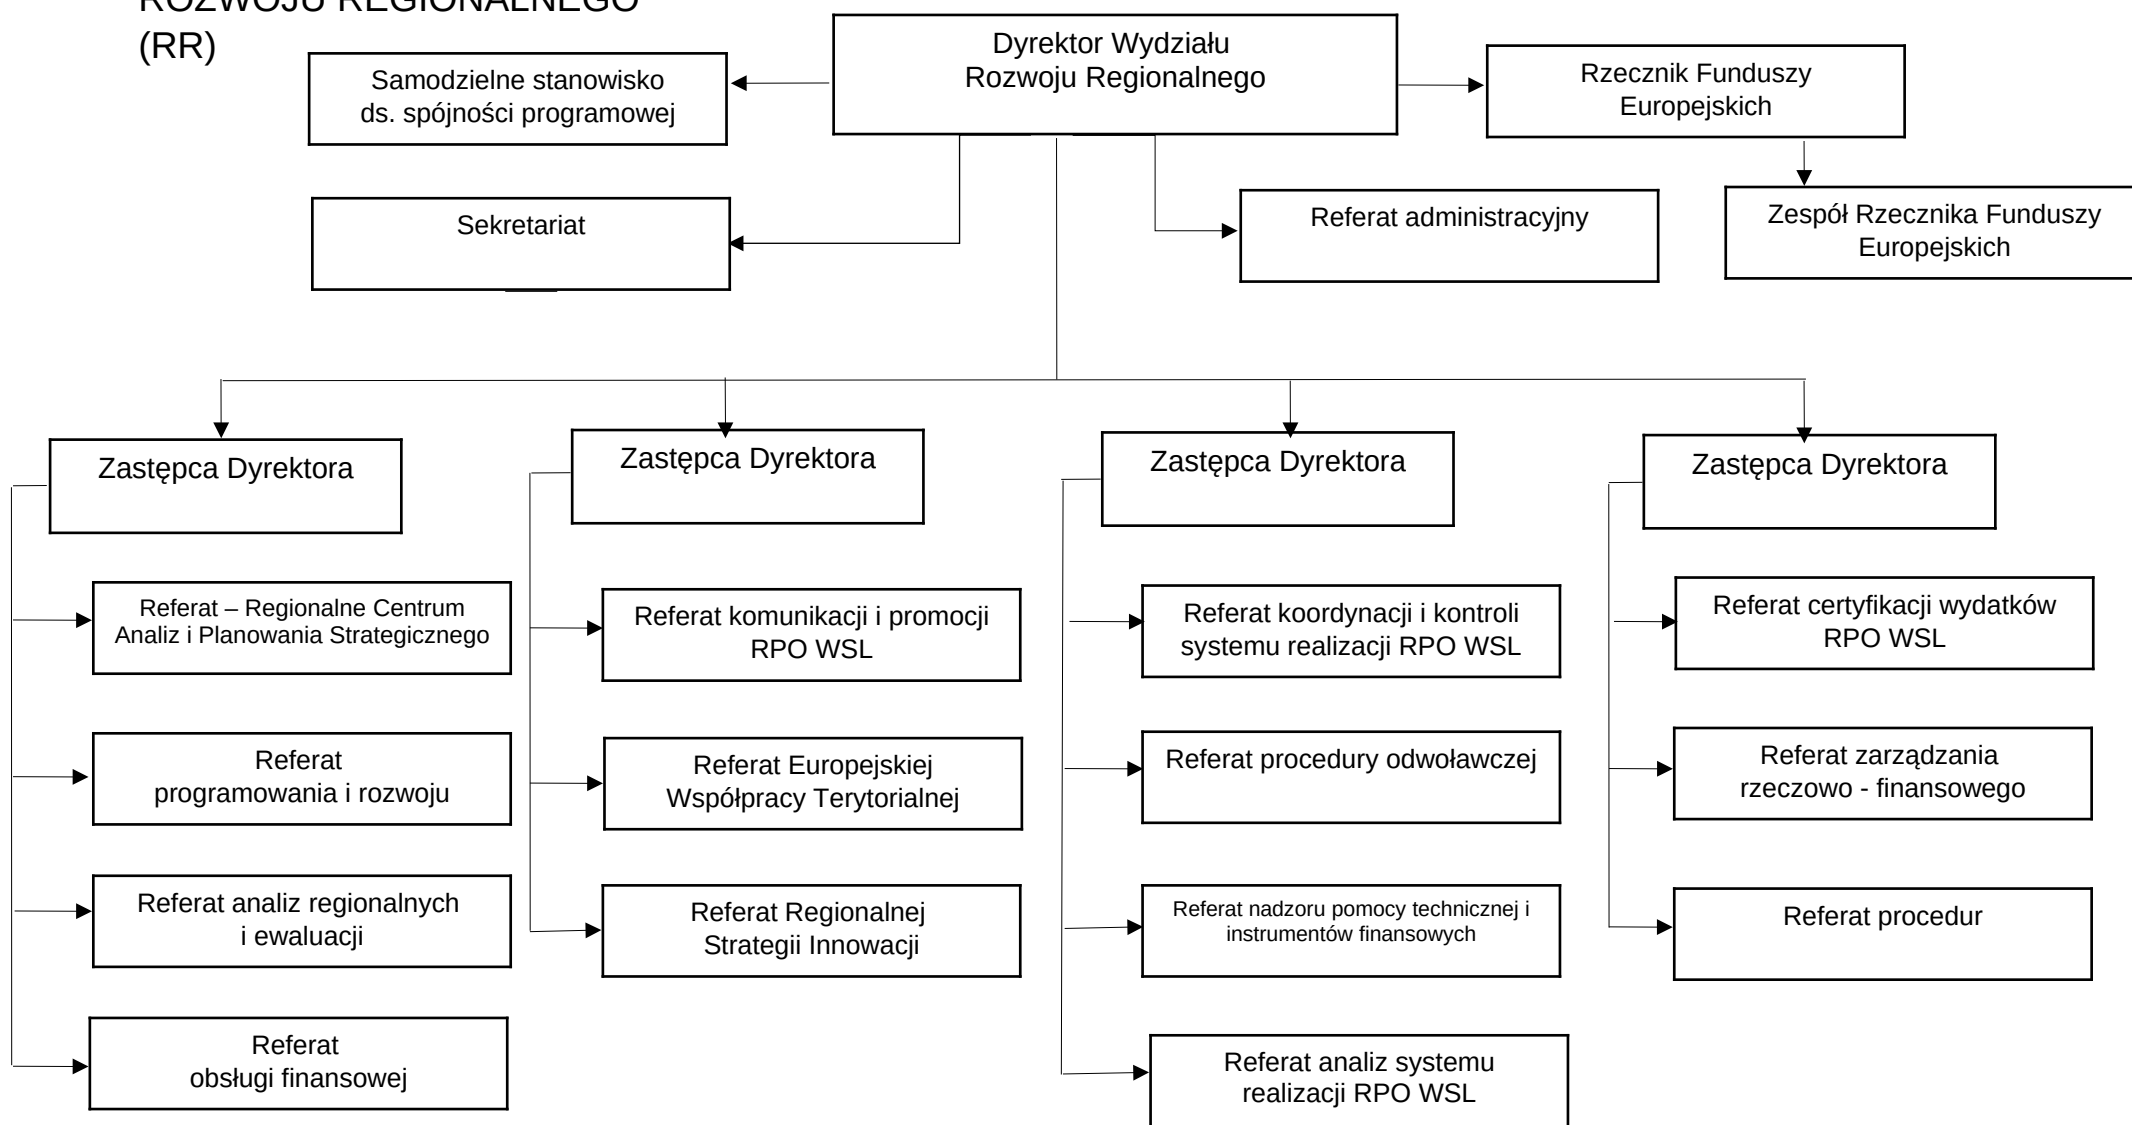 ROZWOJU REGIONALNEGO
(RR)
Dyrektor Wydziału
Rozwoju Regionalnego
Samodzielne stanowisko
ds. spójności programowej
Rzecznik Funduszy
Europejskich
Sekretariat
Referat administracyjny
Zespół Rzecznika Funduszy
Europejskich
Zastępca Dyrektora
Zastępca Dyrektora
Zastępca Dyrektora
Zastępca Dyrektora
Referat – Regionalne Centrum
Analiz i Planowania Strategicznego
Referat komunikacji i promocji
RPO WSL
Referat koordynacji i kontroli
systemu realizacji RPO WSL
Referat certyfikacji wydatków
RPO WSL
Referat
programowania i rozwoju
Referat Europejskiej
Współpracy Terytorialnej
Referat procedury odwoławczej
Referat zarządzania
rzeczowo - finansowego
Referat analiz regionalnych
i ewaluacji
Referat Regionalnej
Strategii Innowacji
Referat nadzoru pomocy technicznej i
instrumentów finansowych
Referat procedur
Referat
obsługi finansowej
Referat analiz systemu
realizacji RPO WSL